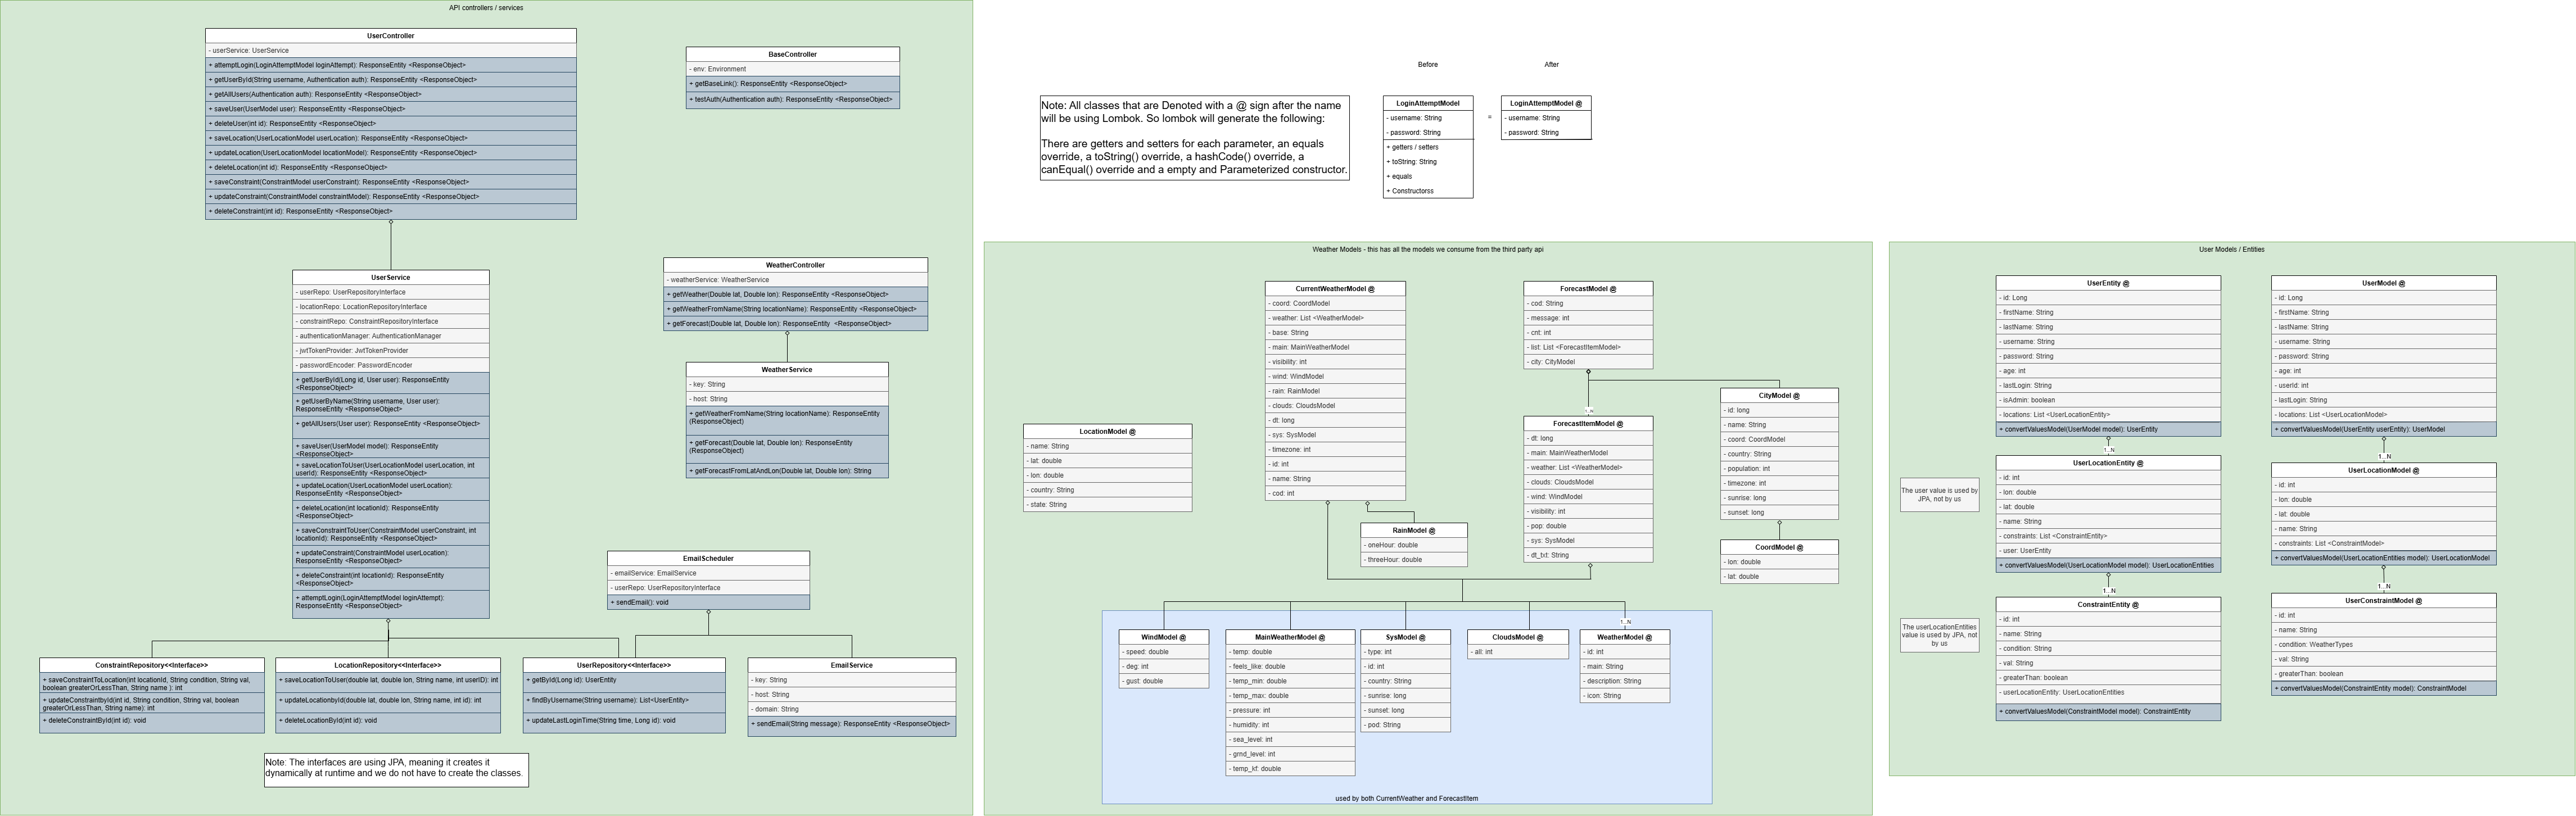 API controllers / services
UserController
- userService: UserService
+ attemptLogin(LoginAttemptModel loginAttempt): ResponseEntity <ResponseObject>
+ getUserById(String username, Authentication auth): ResponseEntity <ResponseObject>
+ getAllUsers(Authentication auth): ResponseEntity <ResponseObject>
+ saveUser(UserModel user): ResponseEntity <ResponseObject>
+ deleteUser(int id): ResponseEntity <ResponseObject>
+ saveLocation(UserLocationModel userLocation): ResponseEntity <ResponseObject>
+ updateLocation(UserLocationModel locationModel): ResponseEntity <ResponseObject>
+ deleteLocation(int id): ResponseEntity <ResponseObject>
+ saveConstraint(ConstraintModel userConstraint): ResponseEntity <ResponseObject>
+ updateConstraint(ConstraintModel constraintModel): ResponseEntity <ResponseObject>
+ deleteConstraint(int id): ResponseEntity <ResponseObject>
BaseController
- env: Environment
+ getBaseLink(): ResponseEntity <ResponseObject>
+ testAuth(Authentication auth): ResponseEntity <ResponseObject>
UserService
- userRepo: UserRepositoryInterface
- locationRepo: LocationRepositoryInterface
- constraintRepo: ConstraintRepositoryInterface
- authenticationManager: AuthenticationManager
- jwtTokenProvider: JwtTokenProvider
- passwordEncoder: PasswordEncoder
+ getUserById(Long id, User user): ResponseEntity
<ResponseObject>
+ getUserByName(String username, User user):
ResponseEntity <ResponseObject>
+ getAllUsers(User user): ResponseEntity <ResponseObject>
+ saveUser(UserModel model): ResponseEntity
<ResponseObject>
+ saveLocationToUser(UserLocationModel userLocation, int
userId): ResponseEntity <ResponseObject>
+ updateLocation(UserLocationModel userLocation):
ResponseEntity <ResponseObject>
+ deleteLocation(int locationId): ResponseEntity
<ResponseObject>
+ saveConstraintToUser(ConstraintModel userConstraint, int
locationId): ResponseEntity <ResponseObject>
+ updateConstraint(ConstraintModel userLocation):
ResponseEntity <ResponseObject>
+ deleteConstraint(int locationId): ResponseEntity
<ResponseObject>
+ attemptLogin(LoginAttemptModel loginAttempt):
ResponseEntity <ResponseObject>
WeatherController
- weatherService: WeatherService
+ getWeather(Double lat, Double lon): ResponseEntity <ResponseObject>
+ getWeatherFromName(String locationName): ResponseEntity <ResponseObject>
+ getForecast(Double lat, Double lon): ResponseEntity <ResponseObject>
WeatherService
- key: String
- host: String
+ getWeatherFromName(String locationName): ResponseEntity
(ResponseObject)
+ getForecast(Double lat, Double lon): ResponseEntity
(ResponseObject)
+ getForecastFromLatAndLon(Double lat, Double lon): String
EmailScheduler
- emailService: EmailService
- userRepo: UserRepositoryInterface
+ sendEmail(): void
ConstraintRepository<<Interface>>
+ saveConstraintToLocation(int locationId, String condition, String val,
boolean greaterOrLessThan, String name ): int
+ updateConstraintbyId(int id, String condition, String val, boolean
greaterOrLessThan, String name): int
+ deleteConstraintById(int id): void
LocationRepository<<Interface>>
+ saveLocationToUser(double lat, double lon, String name, int userID): int
+ updateLocationbyId(double lat, double lon, String name, int id): int
+ deleteLocationById(int id): void
UserRepository<<Interface>>
+ getById(Long id): UserEntity
+ findByUsername(String username): List<UserEntity>
+ updateLastLoginTime(String time, Long id): void
EmailService
- key: String
- host: String
- domain: String
+ sendEmail(String message): ResponseEntity <ResponseObject>
Note: The interfaces are using JPA, meaning it creates it
dynamically at runtime and we do not have to create the classes.
Note: All classes that are Denoted with a @ sign after the name
will be using Lombok. So lombok will generate the following:
There are getters and setters for each parameter, an equals
override, a toString() override, a hashCode() override, a
canEqual() override and a empty and Parameterized constructor.
Before
After
LoginAttemptModel
- username: String
- password: String
+ getters / setters
+ toString: String
+ equals
+ Constructorss
=
LoginAttemptModel @
- username: String
- password: String
Weather Models - this has all the models we consume from the third party api
LocationModel @
- name: String
- lat: double
- lon: double
- country: String
- state: String
CurrentWeatherModel @
- coord: CoordModel
- weather: List <WeatherModel>
- base: String
- main: MainWeatherModel
- visibility: int
- wind: WindModel
- rain: RainModel
- clouds: CloudsModel
- dt: long
- sys: SysModel
- timezone: int
- id: int
- name: String
- cod: int
RainModel @
- oneHour: double
- threeHour: double
ForecastModel @
- cod: String
- message: int
- cnt: int
- list: List <ForecastItemModel>
- city: CityModel
1...N
ForecastItemModel @
- dt: long
- main: MainWeatherModel
- weather: List <WeatherModel>
- clouds: CloudsModel
- wind: WindModel
- visibility: int
- pop: double
- sys: SysModel
- dt_txt: String
CityModel @
- id: long
- name: String
- coord: CoordModel
- country: String
- population: int
- timezone: int
- sunrise: long
- sunset: long
CoordModel @
- lon: double
- lat: double
WindModel @
- speed: double
- deg: int
- gust: double
MainWeatherModel @
- temp: double
- feels_like: double
- temp_min: double
- temp_max: double
- pressure: int
- humidity: int
- sea_level: int
- grnd_level: int
- temp_kf: double
SysModel @
- type: int
- id: int
- country: String
- sunrise: long
- sunset: long
- pod: String
CloudsModel @
- all: int
1...N
WeatherModel @
- id: int
- main: String
- description: String
- icon: String
used by both CurrentWeather and ForecastItem
User Models / Entities
UserEntity @
- id: Long
- firstName: String
- lastName: String
- username: String
- password: String
- age: int
- lastLogin: String
- isAdmin: boolean
- locations: List <UserLocationEntity>
+ convertValuesModel(UserModel model): UserEntity
1...N
UserLocationEntity @
- id: int
- lon: double
- lat: double
- name: String
- constraints: List <ConstraintEntity>
- user: UserEntity
+ convertValuesModel(UserLocationModel model): UserLocationEntities
1...N
ConstraintEntity @
- id: int
- name: String
- condition: String
- val: String
- greaterThan: boolean
- userLocationEntity: UserLocationEntities
+ convertValuesModel(ConstraintModel model): ConstraintEntity
The user value is used by
JPA, not by us
The userLocationEntities
value is used by JPA, not
by us
UserModel @
- id: Long
- firstName: String
- lastName: String
- username: String
- password: String
- age: int
- userId: int
- lastLogin: String
- locations: List <UserLocationModel>
+ convertValuesModel(UserEntity userEntity): UserModel
1...N
UserLocationModel @
- id: int
- lon: double
- lat: double
- name: String
- constraints: List <ConstraintModel>
+ convertValuesModel(UserLocationEntities model): UserLocationModel
1...N
UserConstraintModel @
- id: int
- name: String
- condition: WeatherTypes
- val: String
- greaterThan: boolean
+ convertValuesModel(ConstraintEntity model): ConstraintModel